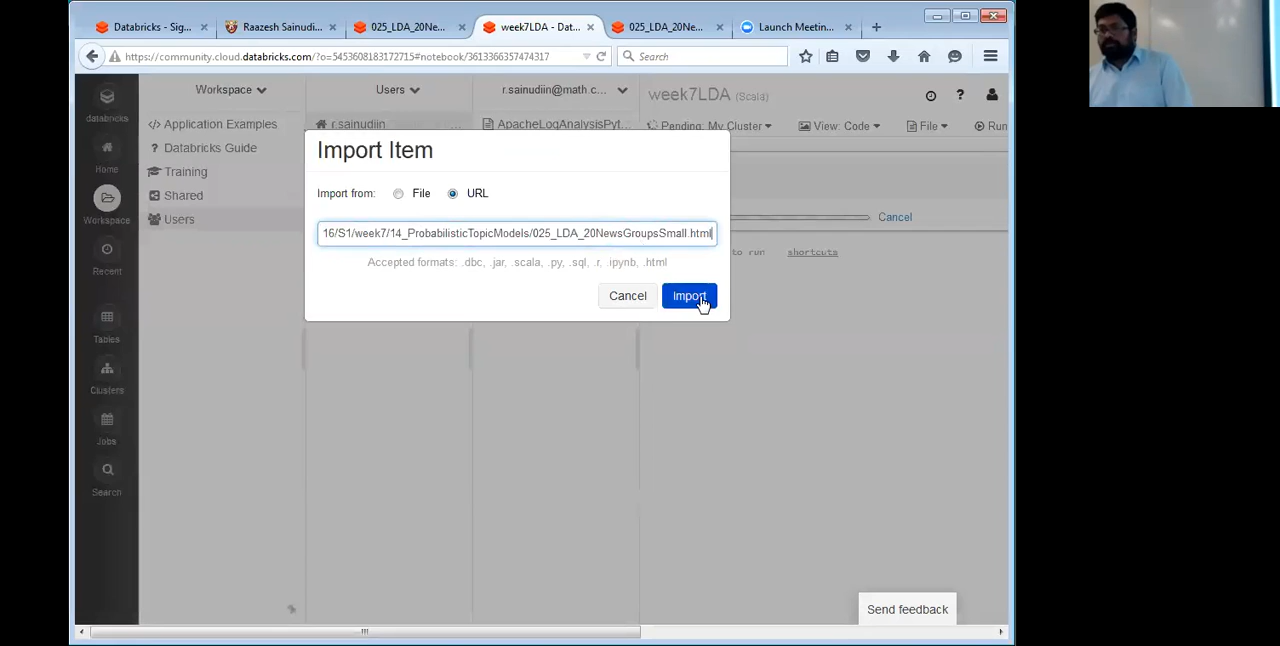 Databricks - Sig...
Raazesh Sainudi...
025_LDA_20Ne...
week7LDA - Dat...
025_LDA_20Ne...
Launch Meetin...
https://community.cloud.databricks.com/?o=5453608183172715#notebook/3613366357474317
Search
databricks
Home
Workspace
Recent
Tables
Clusters
Jobs
Search
Workspace
</> Application Examples
? Databricks Guide
Training
Shared
Users
Users
r.sainudiin
r.sainudiin@math.c...
ApacheLogAnalysisPyt...
week7LDA (Scala)
Pending: My Cluster
View: Code
File
Run
Cancel
to run shortcuts
Import Item
Import from: File URL
16/S1/week7/14_ProbabilisticTopicModels/025_LDA_20NewsGroupsSmall.html
Accepted formats: .dbc, .jar, .scala, .py, .sql, .r, .ipynb, .html
Cancel
Import
Send feedback